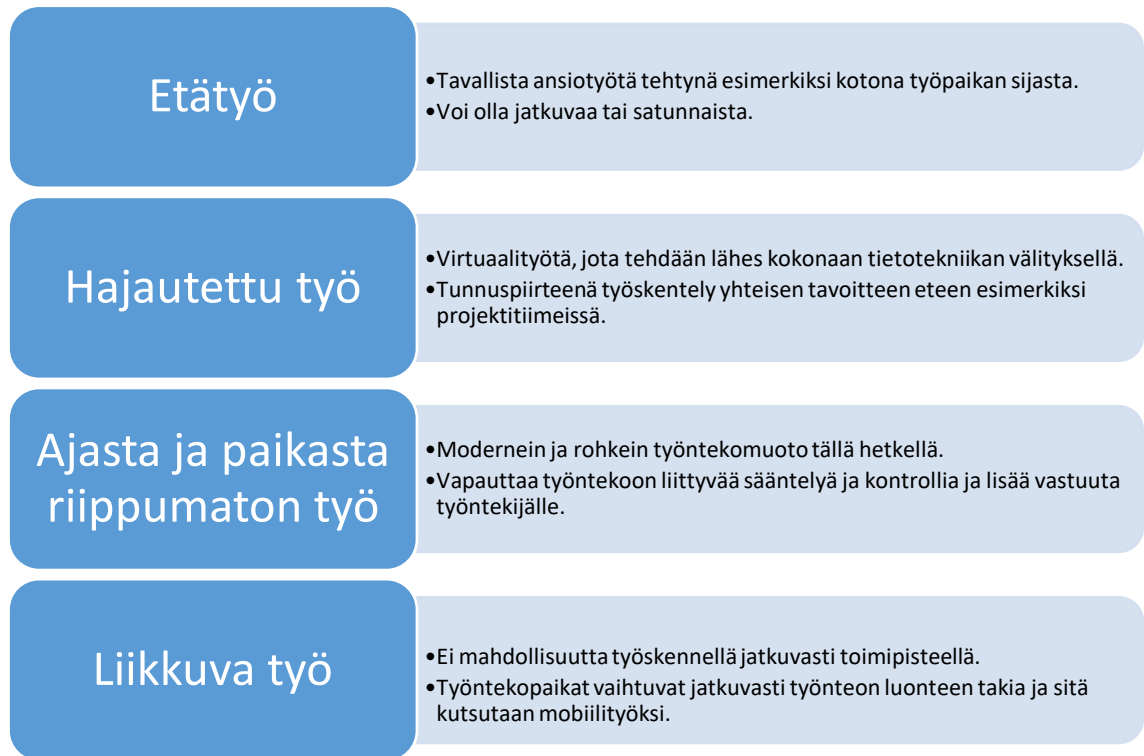 Etätyö
•Tavallista ansiotyötä tehtynä esimerkiksi kotona työpaikan sijasta.
•Voi olla jatkuvaa tai satunnaista.
Hajautettu työ
•Virtuaalityötä, jota tehdään lähes kokonaan tietotekniikan välityksellä.
•Tunnuspiirteenä työskentely yhteisen tavoitteen eteen esimerkiksi
projektitiimeissä.
Ajasta ja paikasta
riippumaton työ
•Modernein ja rohkein työntekomuoto tällä hetkellä.
•Vapauttaa työntekoon liittyvää sääntelyä ja kontrollia ja lisää vastuuta
työntekijälle.
Liikkuva työ
•Ei mahdollisuutta työskennellä jatkuvasti toimipisteellä.
•Työntekopaikat vaihtuvat jatkuvasti työnteon luonteen takia ja sitä
kutsutaan mobiilityöksi.